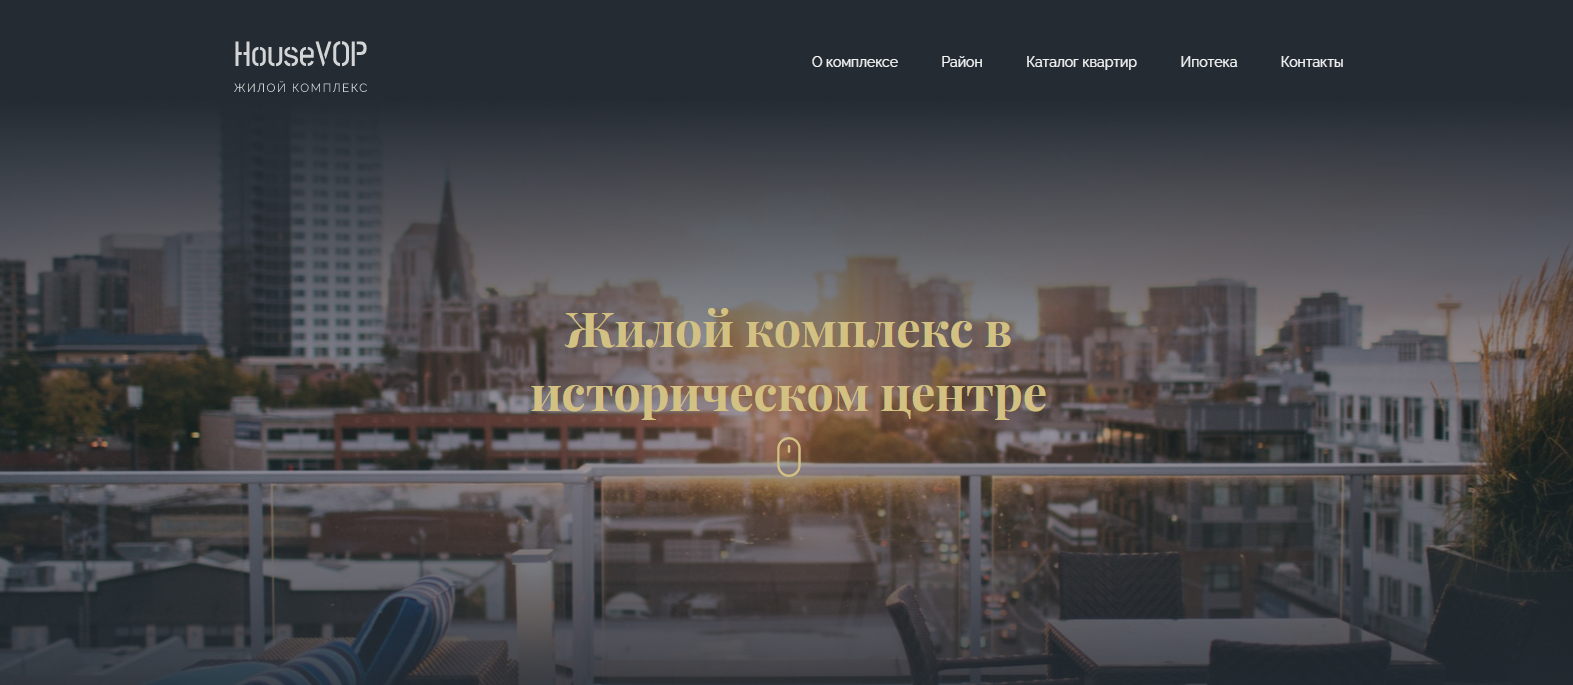 HouseVOP
ЖИЛОЙ КОМПЛЕКС
О комплексе Район Каталог квартир Ипотека Контакты
Жилой комплекс в
историческом центре